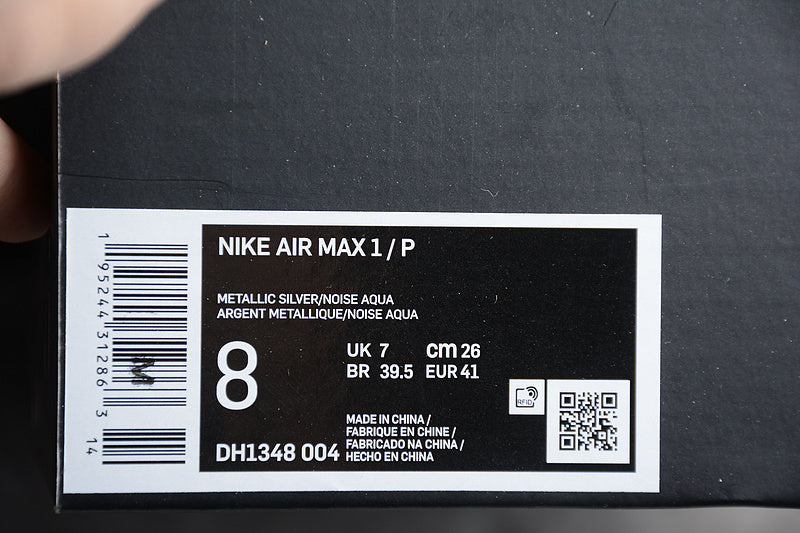 1 95244 31286 3
14
M
NIKE AIR MAX 1 / P
METALLIC SILVER/NOISE AQUA
ARGENT METALLIQUE/NOISE AQUA
8
UK 7 cm 26
BR 39.5 EUR 41
RFID
DH1348 004
MADE IN CHINA /
FABRIQUE EN CHINE /
FABRICADO NA CHINA /
HECHO EN CHINA